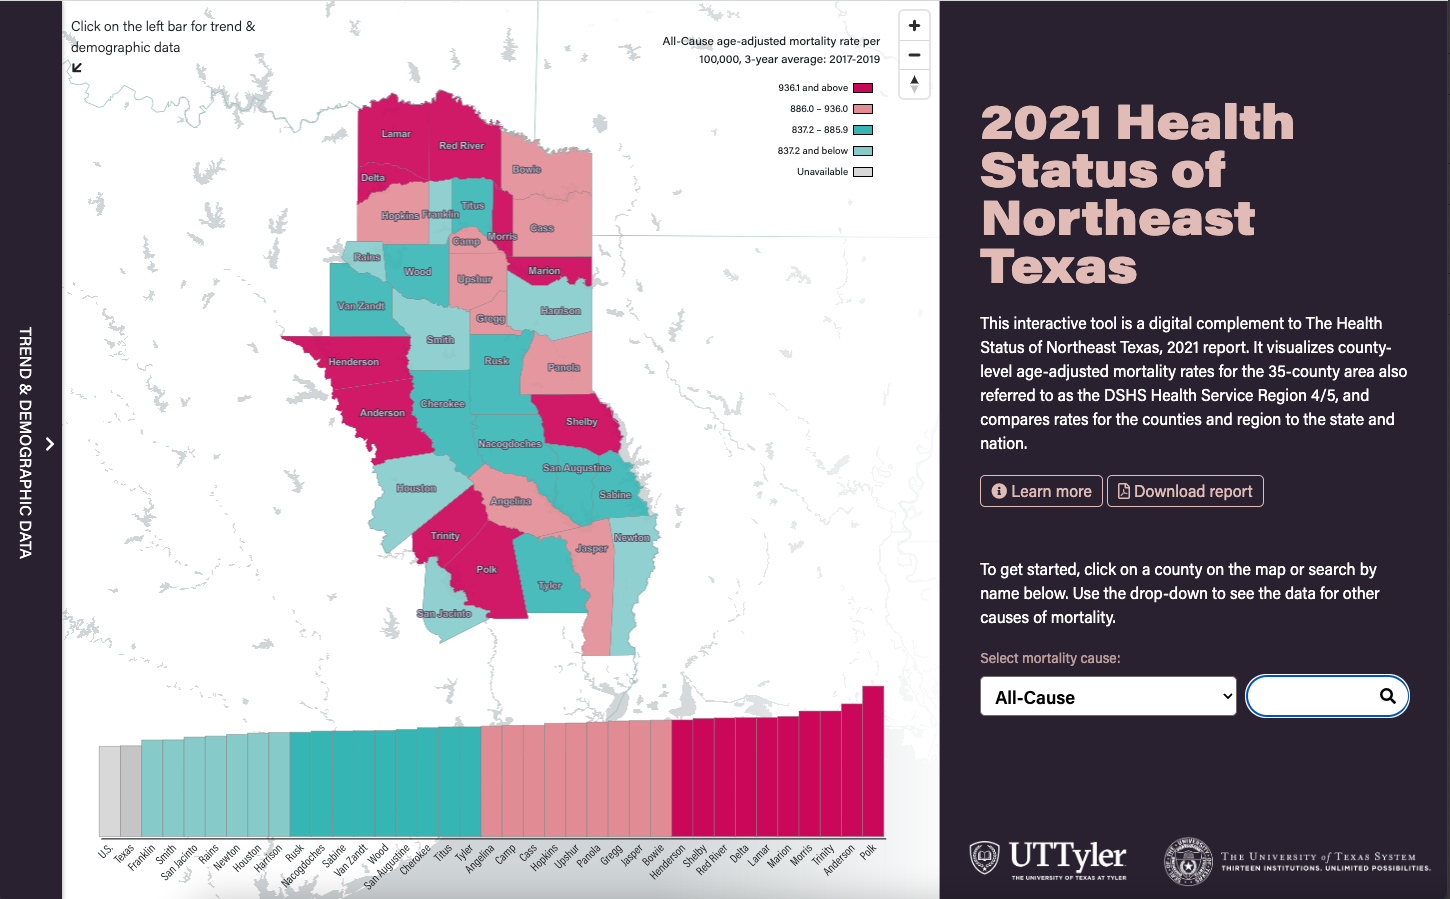 Click on the left bar for trend &
demographic data
All-Cause age-adjusted mortality rate per
100,000, 3-year average: 2017-2019
936.1 and above
886.0 – 936.0
837.2 – 885.9
837.2 and below
Unavailable
TREND & DEMOGRAPHIC DATA
Lamar
Red River
Bowie
Delta
Hopkins
Franklin
Titus
Camp
Morris
Cass
Rains
Wood
Upshur
Marion
Van Zandt
Harrison
Gregg
Smith
Henderson
Rusk
Panola
Anderson
Cherokee
Shelby
Nacogdoches
San Augustine
Houston
Angelina
Sabine
Trinity
Newton
Jasper
Polk
Tyler
San Jacinto
U.S.
Texas
Franklin
Smith
San Jacinto
Rains
Newton
Houston
Harrison
Rusk
Nacogdoches
Sabine
Van Zandt
Wood
San Augustine
Cherokee
Titus
Tyler
Angelina
Camp
Cass
Hopkins
Upshur
Panola
Gregg
Jasper
Bowie
Henderson
Shelby
Red River
Delta
Lamar
Marion
Morris
Trinity
Anderson
Polk
2021 Health
Status of
Northeast
Texas
This interactive tool is a digital complement to The Health
Status of Northeast Texas, 2021 report. It visualizes county-
level age-adjusted mortality rates for the 35-county area also
referred to as the DSHS Health Service Region 4/5, and
compares rates for the counties and region to the state and
nation.
Learn more
Download report
To get started, click on a county on the map or search by
name below. Use the drop-down to see the data for other
causes of mortality.
Select mortality cause:
All-Cause
UTTyler
THE UNIVERSITY OF TEXAS AT TYLER
THE UNIVERSITY of TEXAS SYSTEM
THIRTEEN INSTITUTIONS. UNLIMITED POSSIBILITIES.